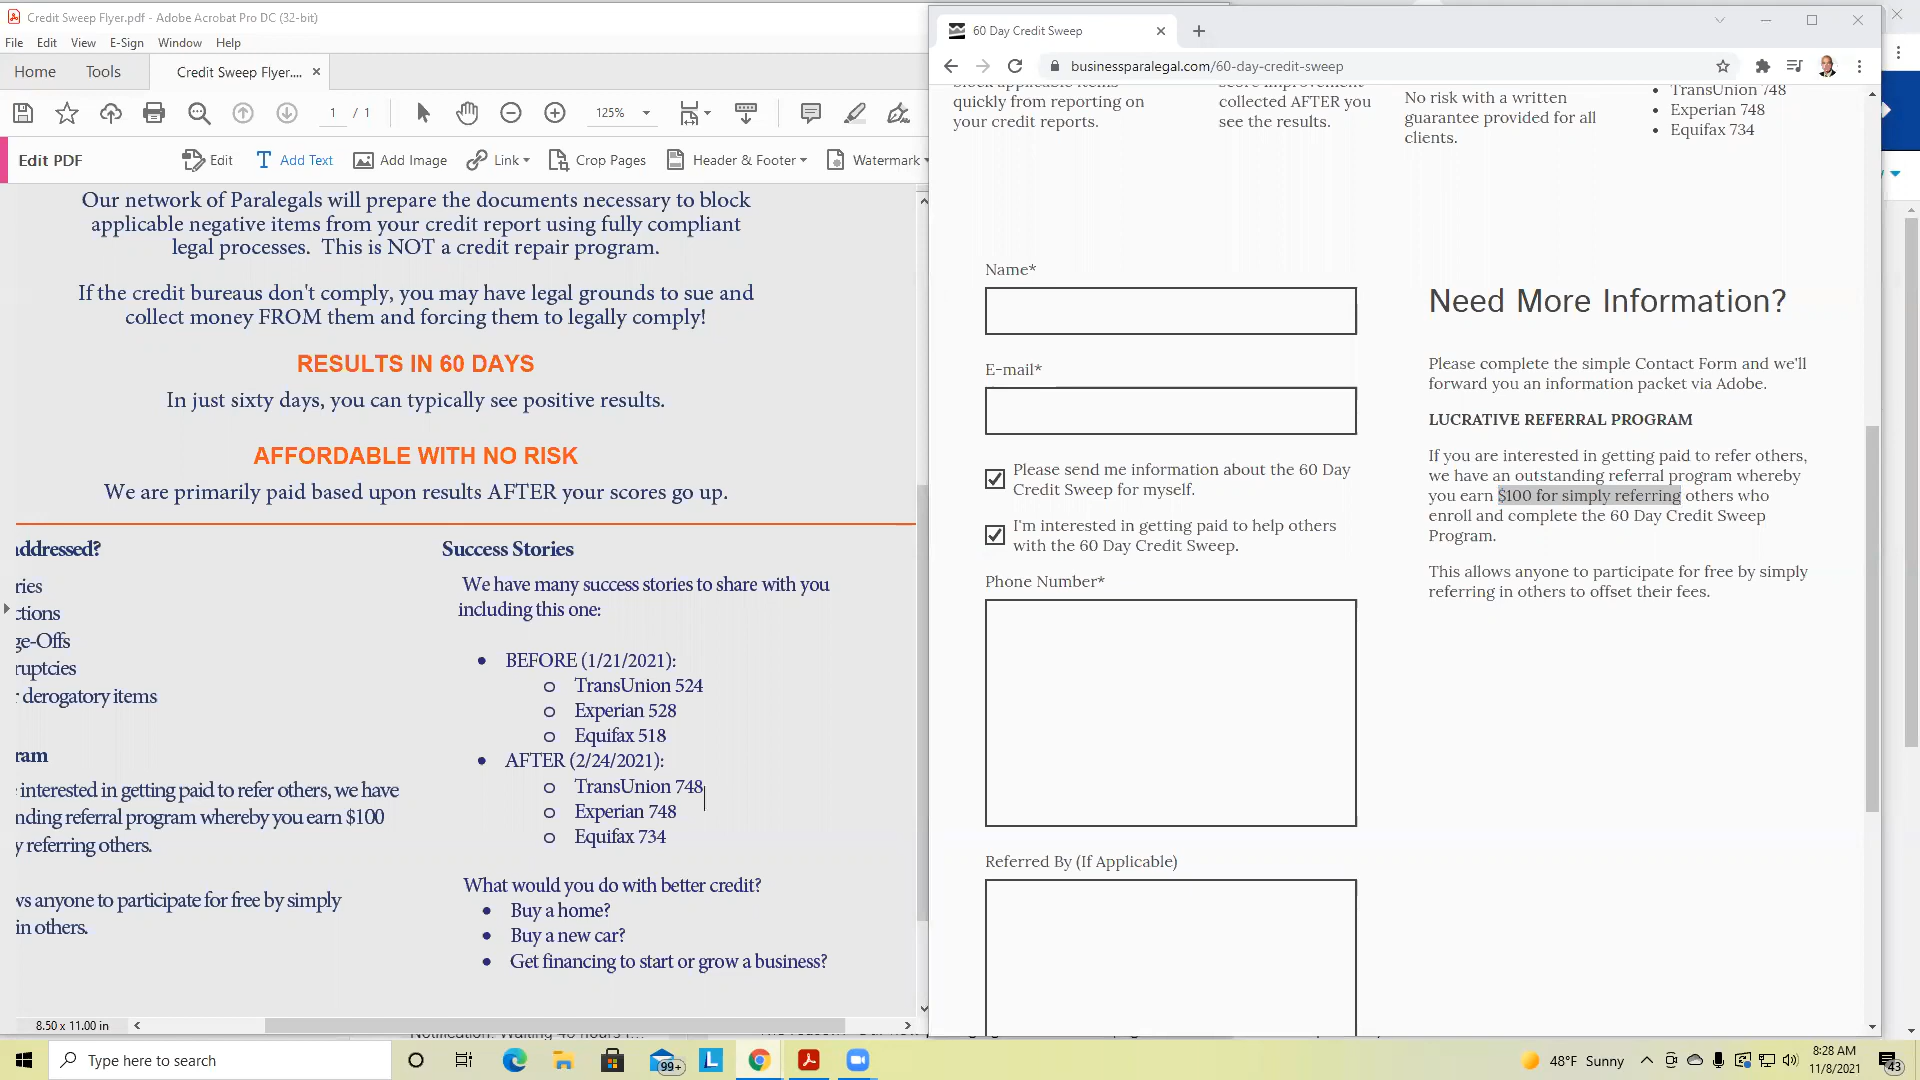 Credit Sweep Flyer.pdf - Adobe Acrobat Pro DC (32-bit)
File Edit View E-Sign Window Help
Home Tools Credit Sweep Flyer....
1 / 1 125%
Edit PDF Edit Add Text Add Image Link Crop Pages Header & Footer Watermark
Our network of Paralegals will prepare the documents necessary to block
applicable negative items from your credit report using fully compliant
legal processes. This is NOT a credit repair program.
If the credit bureaus don't comply, you may have legal grounds to sue and
collect money FROM them and forcing them to legally comply!
RESULTS IN 60 DAYS
In just sixty days, you can typically see positive results.
AFFORDABLE WITH NO RISK
We are primarily paid based upon results AFTER your scores go up.
addressed?
ries
ctions
ge-Offs
ruptcies
r derogatory items
ram
interested in getting paid to refer others, we have
nding referral program whereby you earn $100
y referring others.
ws anyone to participate for free by simply
in others.
Success Stories
We have many success stories to share with you
including this one:
• BEFORE (1/21/2021):
o TransUnion 524
o Experian 528
o Equifax 518
• AFTER (2/24/2021):
o TransUnion 748
o Experian 748
o Equifax 734
What would you do with better credit?
• Buy a home?
• Buy a new car?
• Get financing to start or grow a business?
8.50 x 11.00 in
60 Day Credit Sweep
businessparalegal.com/60-day-credit-sweep
block applicable items
quickly from reporting on
your credit reports.
score improvement
collected AFTER you
see the results.
No risk with a written
guarantee provided for all
clients.
• TransUnion 748
• Experian 748
• Equifax 734
Name*
E-mail*
Please send me information about the 60 Day
Credit Sweep for myself.
I'm interested in getting paid to help others
with the 60 Day Credit Sweep.
Phone Number*
Referred By (If Applicable)
Need More Information?
Please complete the simple Contact Form and we'll
forward you an information packet via Adobe.
LUCRATIVE REFERRAL PROGRAM
If you are interested in getting paid to refer others,
we have an outstanding referral program whereby
you earn $100 for simply referring others who
enroll and complete the 60 Day Credit Sweep
Program.
This allows anyone to participate for free by simply
referring in others to offset their fees.
Type here to search
99+
L
48°F Sunny
8:28 AM
11/8/2021
43